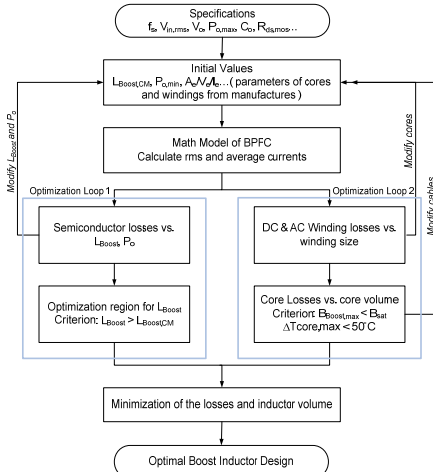 Specifications
fs, Vin,rms, Vo, Po,max, Co, Rds,mos...
Initial Values
LBoost,CM, Po,min, Ae/Ve/le...( parameters of cores
and windings from manufactures )
Modify LBoost and Po
Math Model of BPFC
Calculate rms and average currents
Modify cores
Modify cables
Optimization Loop 1
Optimization Loop 2
Semiconductor losses vs.
LBoost, Po
DC & AC Winding losses vs.
winding size
Optimization region for LBoost
Criterion: LBoost > LBoost,CM
Core Losses vs. core volume
Criterion: BBoost,max < Bsat
ΔTcore,max < 50°C
Minimization of the losses and inductor volume
Optimal Boost Inductor Design